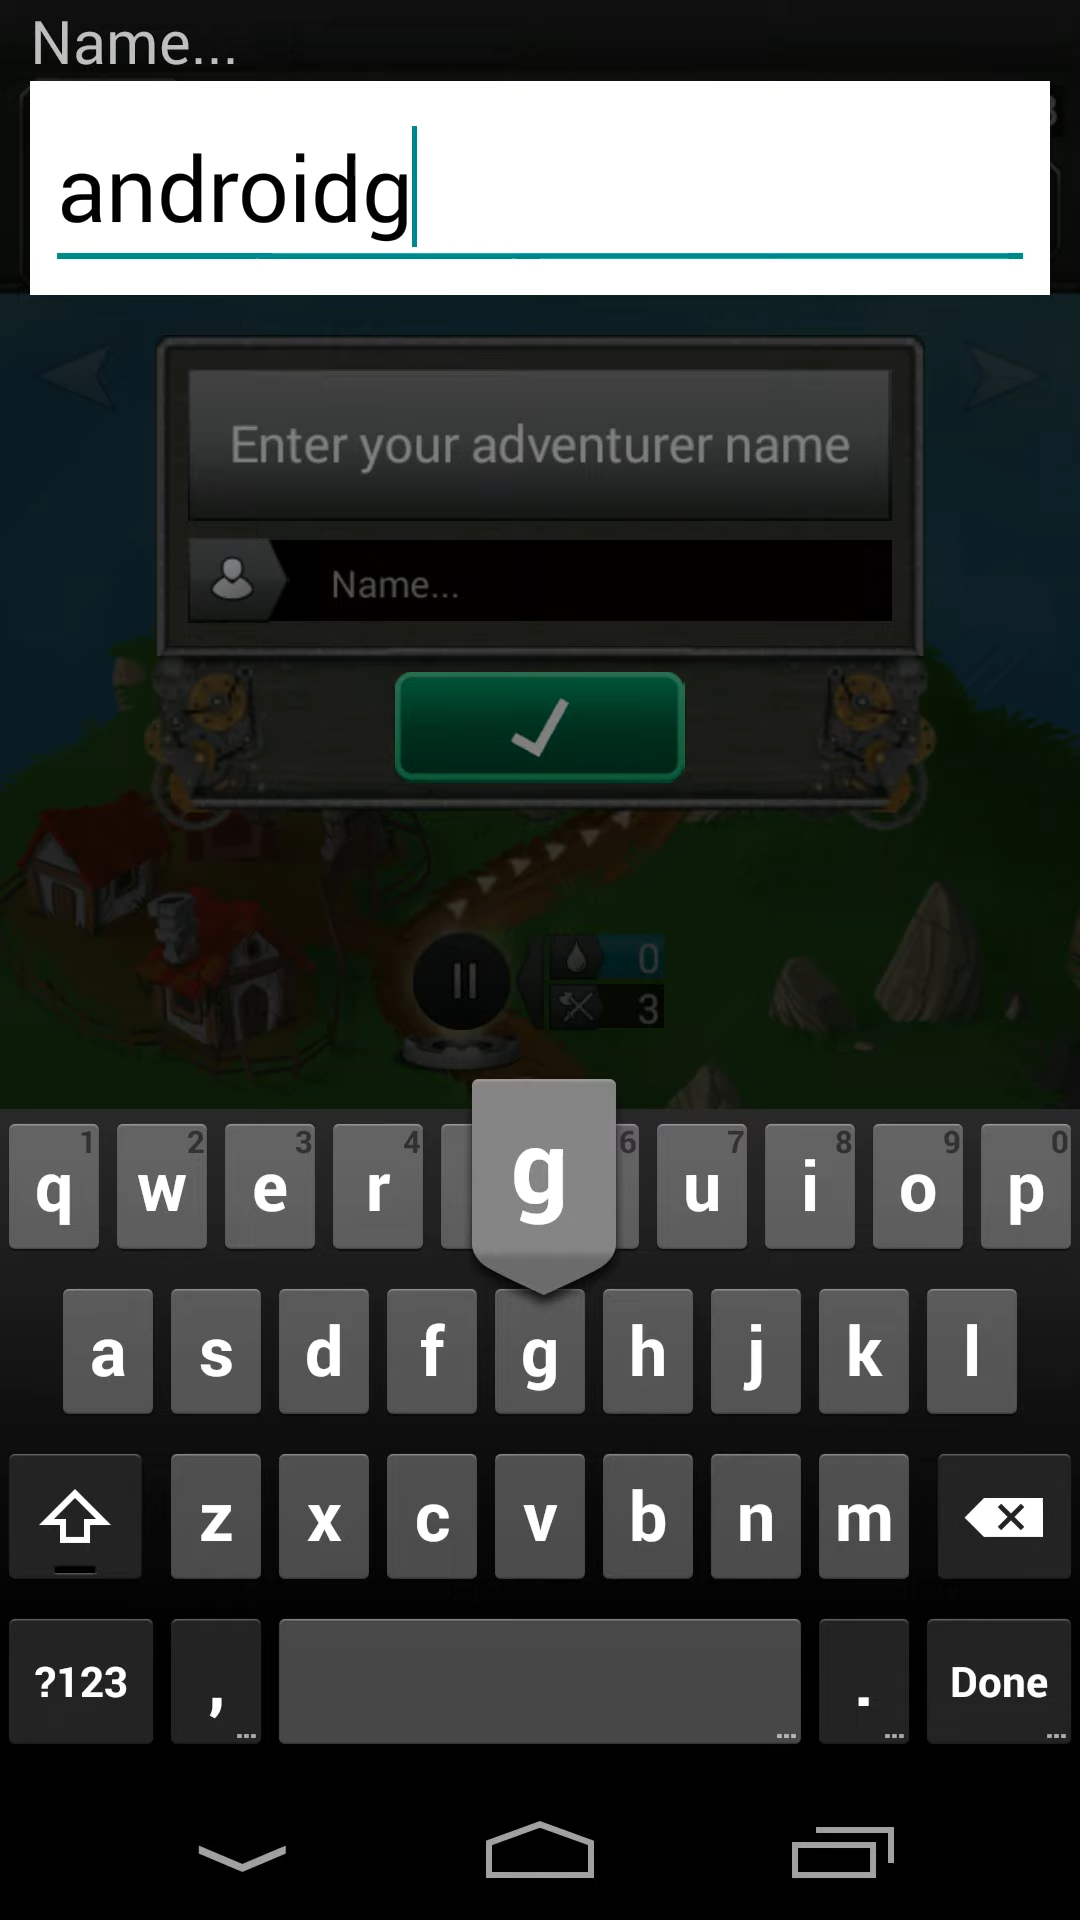 Name...
androidg
Enter your adventurer name
Name...
0
3
g
1 2 3 4 6 7 8 9 0
q w e r u i o p
a s d f g h j k l
z x c v b n m
?123 , . Done